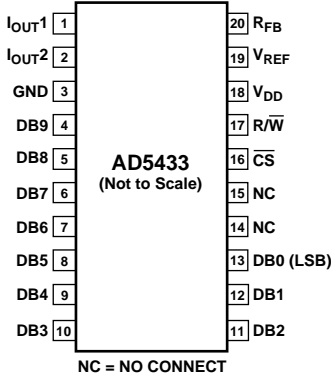 IOUT1 1
IOUT2 2
GND 3
DB9 4
DB8 5
DB7 6
DB6 7
DB5 8
DB4 9
DB3 10
AD5433
(Not to Scale)
20 RFB
19 VREF
18 VDD
17 R/W̅
16 C̅S̅
15 NC
14 NC
13 DB0 (LSB)
12 DB1
11 DB2
NC = NO CONNECT